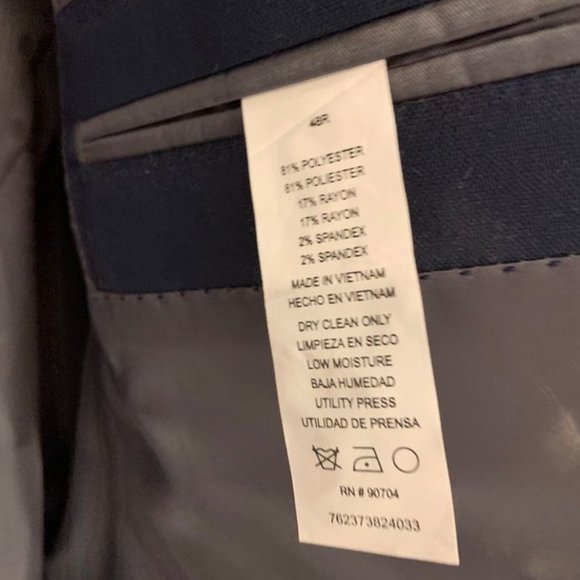 48R
81% POLYESTER
81% POLIESTER
17% RAYON
17% RAYON
2% SPANDEX
2% SPANDEX
MADE IN VIETNAM
HECHO EN VIETNAM
DRY CLEAN ONLY
LIMPIEZA EN SECO
LOW MOISTURE
BAJA HUMEDAD
UTILITY PRESS
UTILIDAD DE PRENSA
RN # 90704
762373824033